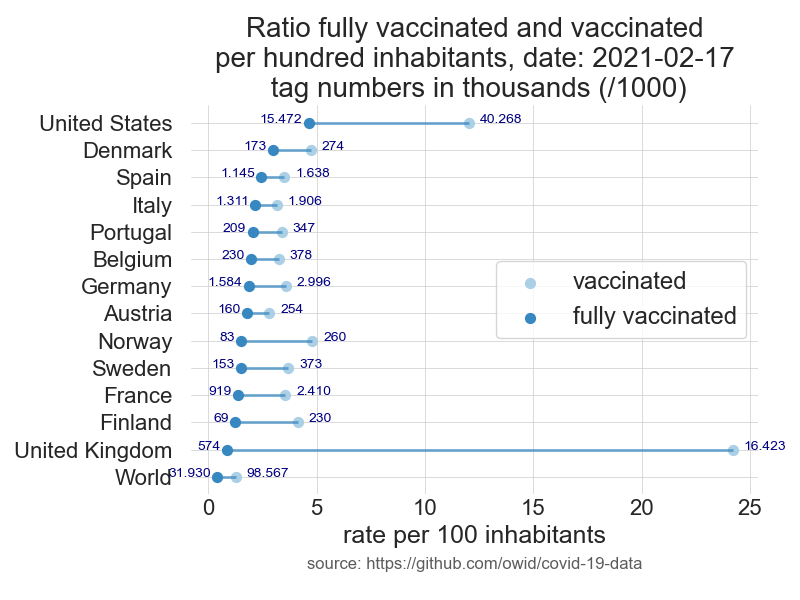 Ratio fully vaccinated and vaccinated
per hundred inhabitants, date: 2021-02-17
tag numbers in thousands (/1000)
United States 15.472 40.268
Denmark 173 274
Spain 1.145 1.638
Italy 1.311 1.906
Portugal 209 347
Belgium 230 378
Germany 1.584 2.996
Austria 160 254
Norway 83 260
Sweden 153 373
France 919 2.410
Finland 69 230
United Kingdom 574 16.423
World 31.930 98.567
vaccinated
fully vaccinated
0 5 10 15 20 25
rate per 100 inhabitants
source: https://github.com/owid/covid-19-data